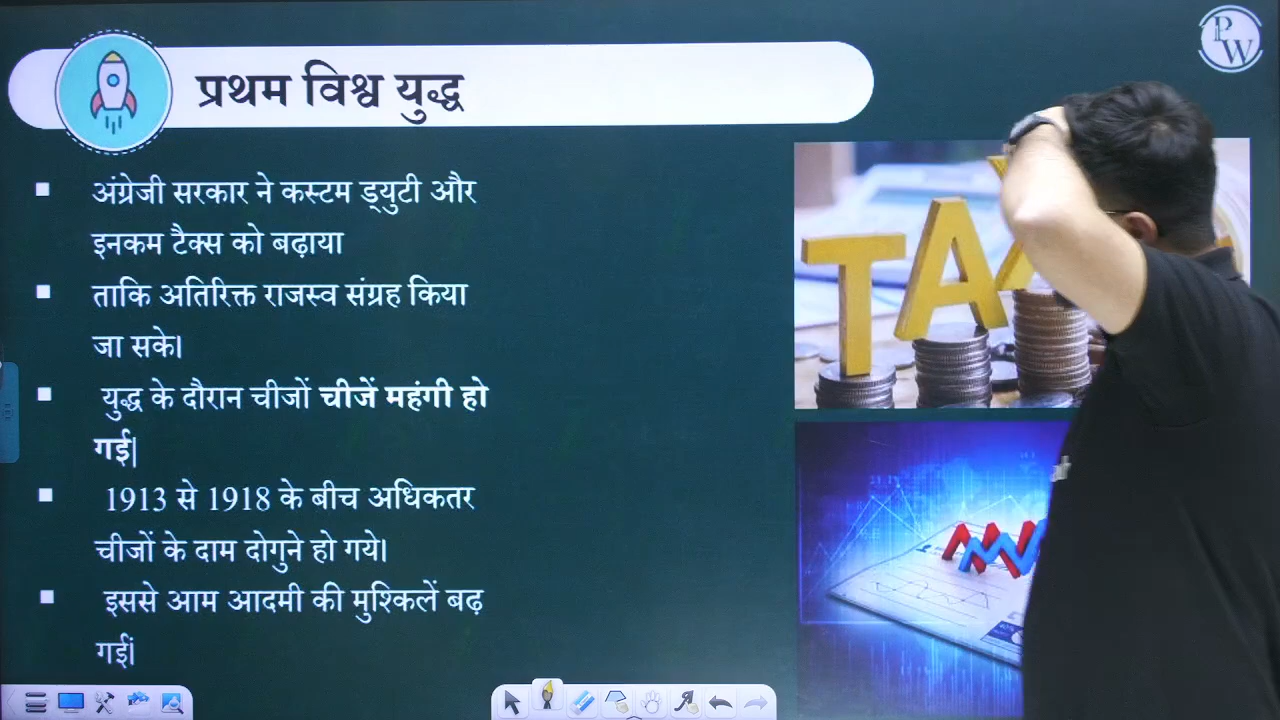 PW
प्रथम विश्व युद्ध
अंग्रेजी सरकार ने कस्टम ड्युटी और
इनकम टैक्स को बढ़ाया
ताकि अतिरिक्त राजस्व संग्रह किया
जा सके।
युद्ध के दौरान चीजों चीजें महंगी हो
गई|
1913 से 1918 के बीच अधिकतर
चीजों के दाम दोगुने हो गये।
इससे आम आदमी की मुश्किलें बढ़
गईं|
TAX